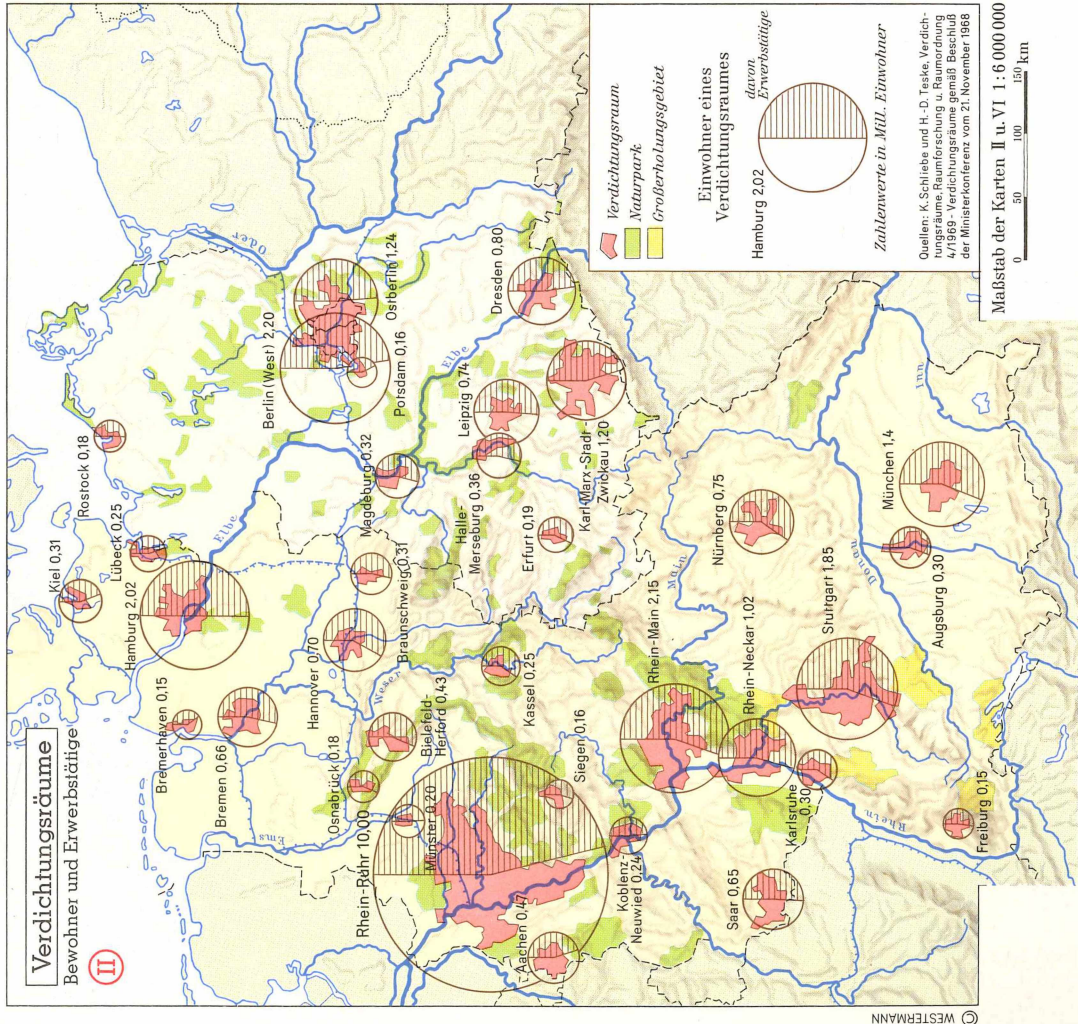 Verdichtungsräume
Bewohner und Erwerbstätige
II
Kiel 0,31
Rostock 0,18
Lübeck 0,25
Hamburg 2,02
Elbe
Bremerhaven 0,15
Bremen 0,66
Ems
Hannover 0,70
Osnabrück 0,18
Weser
Braunschweig 0,31
Bielefeld-
Herford 0,43
Magdeburg 0,32
Berlin (West) 2,20
Ostberlin 1,24
Potsdam 0,16
Oder
Rhein-Ruhr 10,00
Münster 0,20
Aachen 0,47
Siegen 0,16
Kassel 0,25
Koblenz-
Neuwied 0,24
Halle-
Merseburg 0,36
Leipzig 0,74
Elbe
Dresden 0,80
Erfurt 0,19
Karl-Marx-Stadt-
Zwickau 1,20
Rhein-Main 2,15
Main
Rhein-Neckar 1,02
Saar 0,65
Karlsruhe
0,30
Rhein
Freiburg 0,15
Stuttgart 1,85
Nürnberg 0,75
Donau
Augsburg 0,30
München 1,4
Inn
Verdichtungsraum
Naturpark
Großerholungsgebiet
Einwohner eines
Verdichtungsraumes
Hamburg 2,02
davon
Erwerbstätige
Zahlenwerte in Mill. Einwohner
Quellen: K. Schliebe und H.-D. Teske, Verdich-
tungsräume, Raumforschung u. Raumordnung
4/1969 - Verdichtungsräume gemäß Beschluß
der Ministerkonferenz vom 21. November 1968
Maßstab der Karten II u. VI 1:6 000 000
0 50 100 150 km
© WESTERMANN